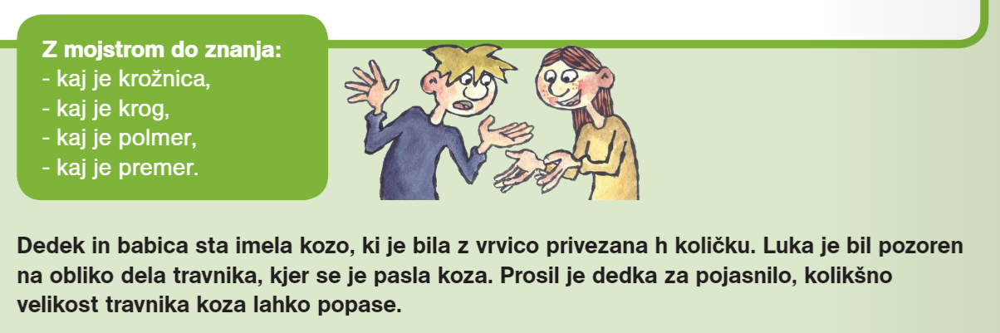 Z mojstrom do znanja:
- kaj je krožnica,
- kaj je krog,
- kaj je polmer,
- kaj je premer.
Dedek in babica sta imela kozo, ki je bila z vrvico privezana h količku. Luka je bil pozoren
na obliko dela travnika, kjer se je pasla koza. Prosil je dedka za pojasnilo, kolikšno
velikost travnika koza lahko popase.